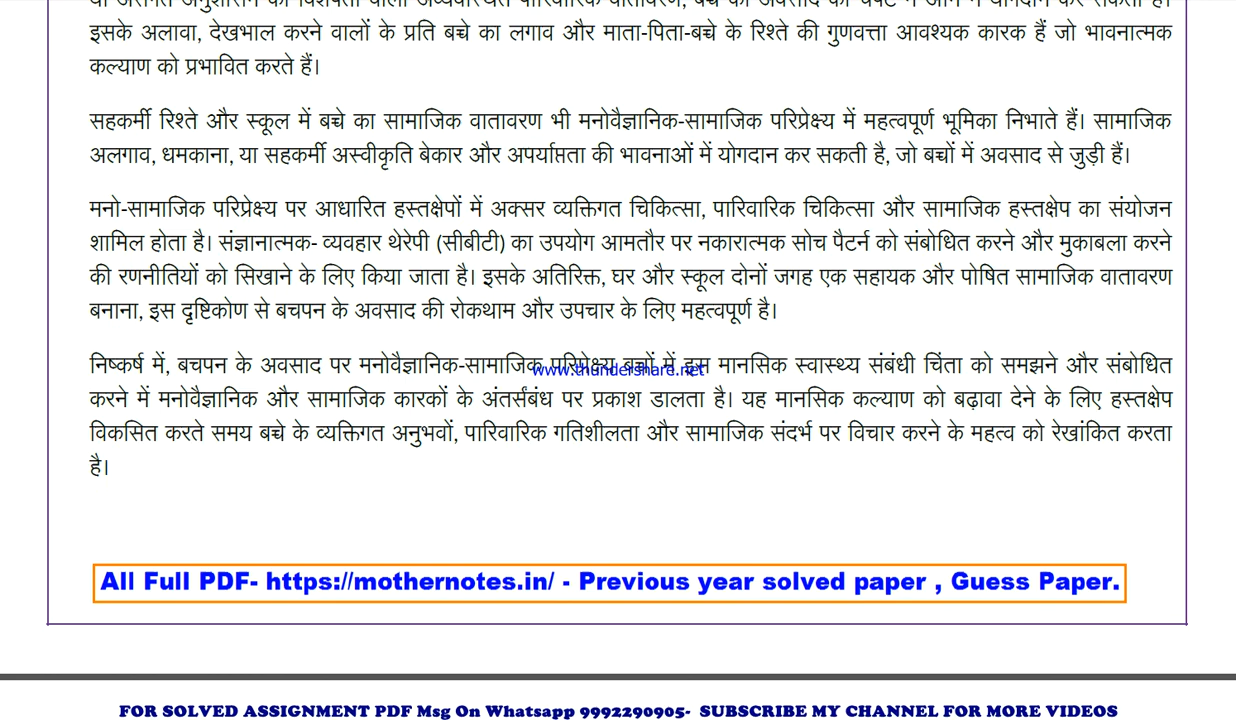 इसके अलावा, देखभाल करने वालों के प्रति बच्चे का लगाव और माता-पिता-बच्चे के रिश्ते की गुणवत्ता आवश्यक कारक हैं जो भावनात्मक
कल्याण को प्रभावित करते हैं।
सहकर्मी रिश्ते और स्कूल में बच्चे का सामाजिक वातावरण भी मनोवैज्ञानिक-सामाजिक परिप्रेक्ष्य में महत्वपूर्ण भूमिका निभाते हैं। सामाजिक
अलगाव, धमकाना, या सहकर्मी अस्वीकृति बेकार और अपर्याप्तता की भावनाओं में योगदान कर सकती है, जो बच्चों में अवसाद से जुड़ी हैं।
मनो-सामाजिक परिप्रेक्ष्य पर आधारित हस्तक्षेपों में अक्सर व्यक्तिगत चिकित्सा, पारिवारिक चिकित्सा और सामाजिक हस्तक्षेप का संयोजन
शामिल होता है। संज्ञानात्मक- व्यवहार थेरेपी (सीबीटी) का उपयोग आमतौर पर नकारात्मक सोच पैटर्न को संबोधित करने और मुकाबला करने
की रणनीतियों को सिखाने के लिए किया जाता है। इसके अतिरिक्त, घर और स्कूल दोनों जगह एक सहायक और पोषित सामाजिक वातावरण
बनाना, इस दृष्टिकोण से बचपन के अवसाद की रोकथाम और उपचार के लिए महत्वपूर्ण है।
निष्कर्ष में, बचपन के अवसाद पर मनोवैज्ञानिक-सामाजिक परिप्रेक्ष्य बच्चों में इस मानसिक स्वास्थ्य संबंधी चिंता को समझने और संबोधित
www.thundershare.net
करने में मनोवैज्ञानिक और सामाजिक कारकों के अंतर्संबंध पर प्रकाश डालता है। यह मानसिक कल्याण को बढ़ावा देने के लिए हस्तक्षेप
विकसित करते समय बच्चे के व्यक्तिगत अनुभवों, पारिवारिक गतिशीलता और सामाजिक संदर्भ पर विचार करने के महत्व को रेखांकित करता
है।
All Full PDF- https://mothernotes.in/ - Previous year solved paper , Guess Paper.
FOR SOLVED ASSIGNMENT PDF Msg On Whatsapp 9992290905- SUBSCRIBE MY CHANNEL FOR MORE VIDEOS